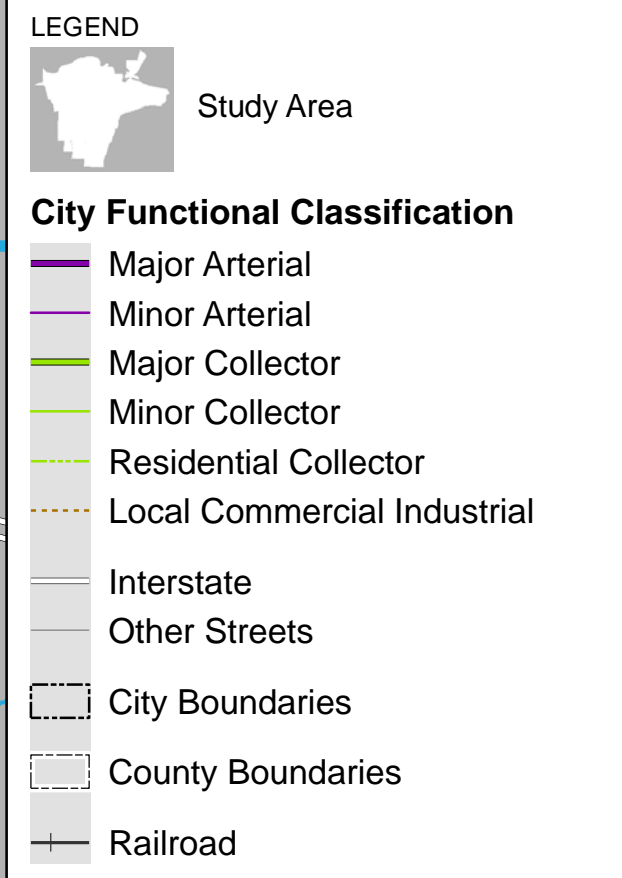 LEGEND
Study Area
City Functional Classification
Major Arterial
Minor Arterial
Major Collector
Minor Collector
Residential Collector
Local Commercial Industrial
Interstate
Other Streets
City Boundaries
County Boundaries
Railroad